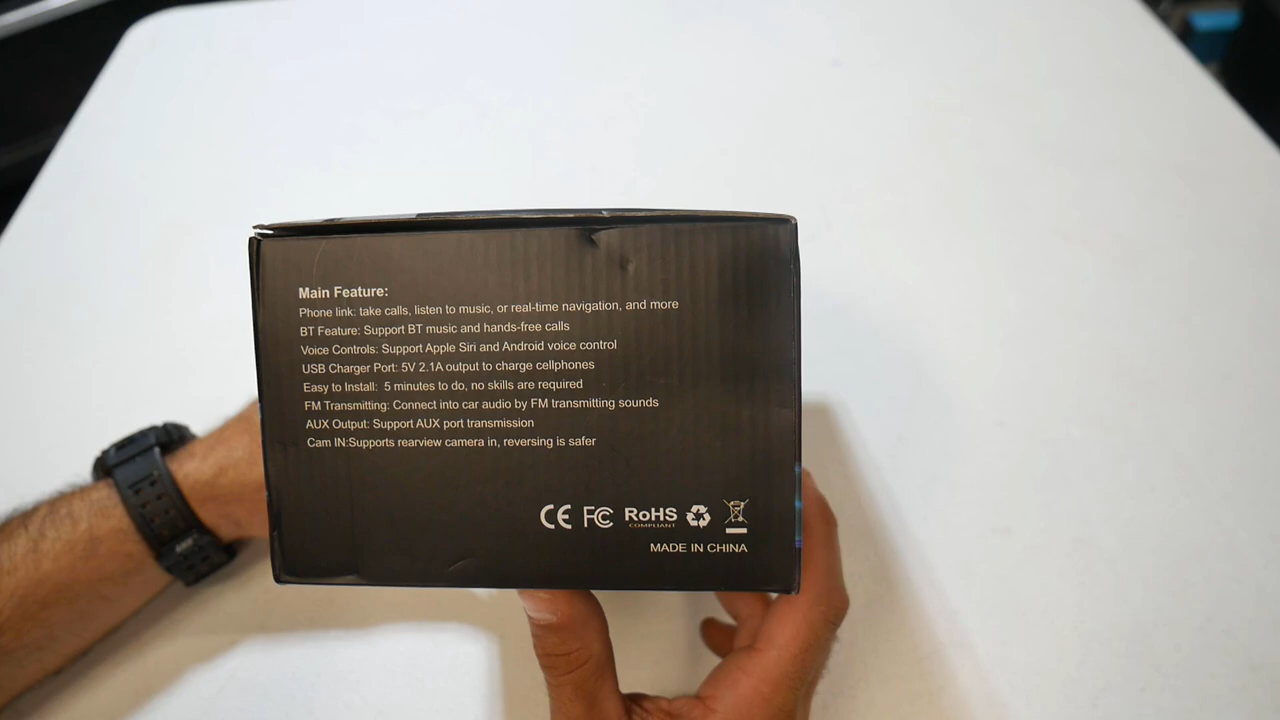 Main Feature:
Phone link: take calls, listen to music, or real-time navigation, and more
BT Feature: Support BT music and hands-free calls
Voice Controls: Support Apple Siri and Android voice control
USB Charger Port: 5V 2.1A output to charge cellphones
Easy to Install: 5 minutes to do, no skills are required
FM Transmitting: Connect into car audio by FM transmitting sounds
AUX Output: Support AUX port transmission
Cam IN:Supports rearview camera in, reversing is safer
CE FC RoHS
COMPLIANT
MADE IN CHINA